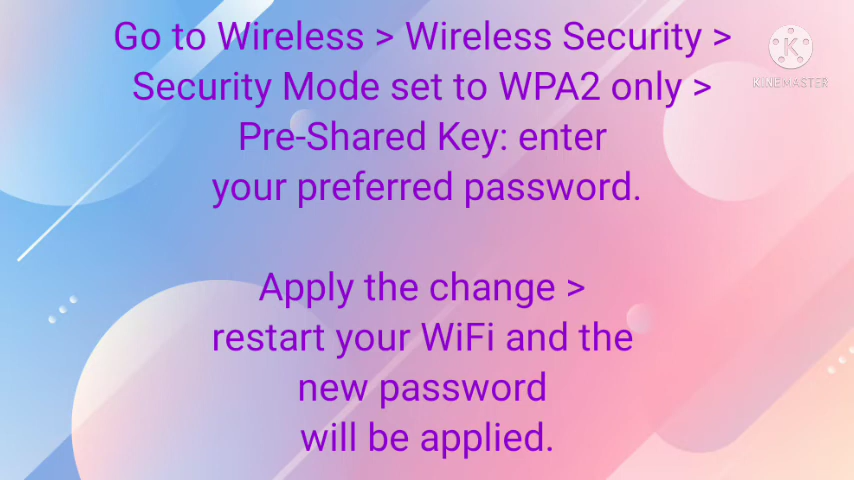 Go to Wireless > Wireless Security >
Security Mode set to WPA2 only >
Pre-Shared Key: enter
your preferred password.
Apply the change >
restart your WiFi and the
new password
will be applied.
K
KINEMASTER